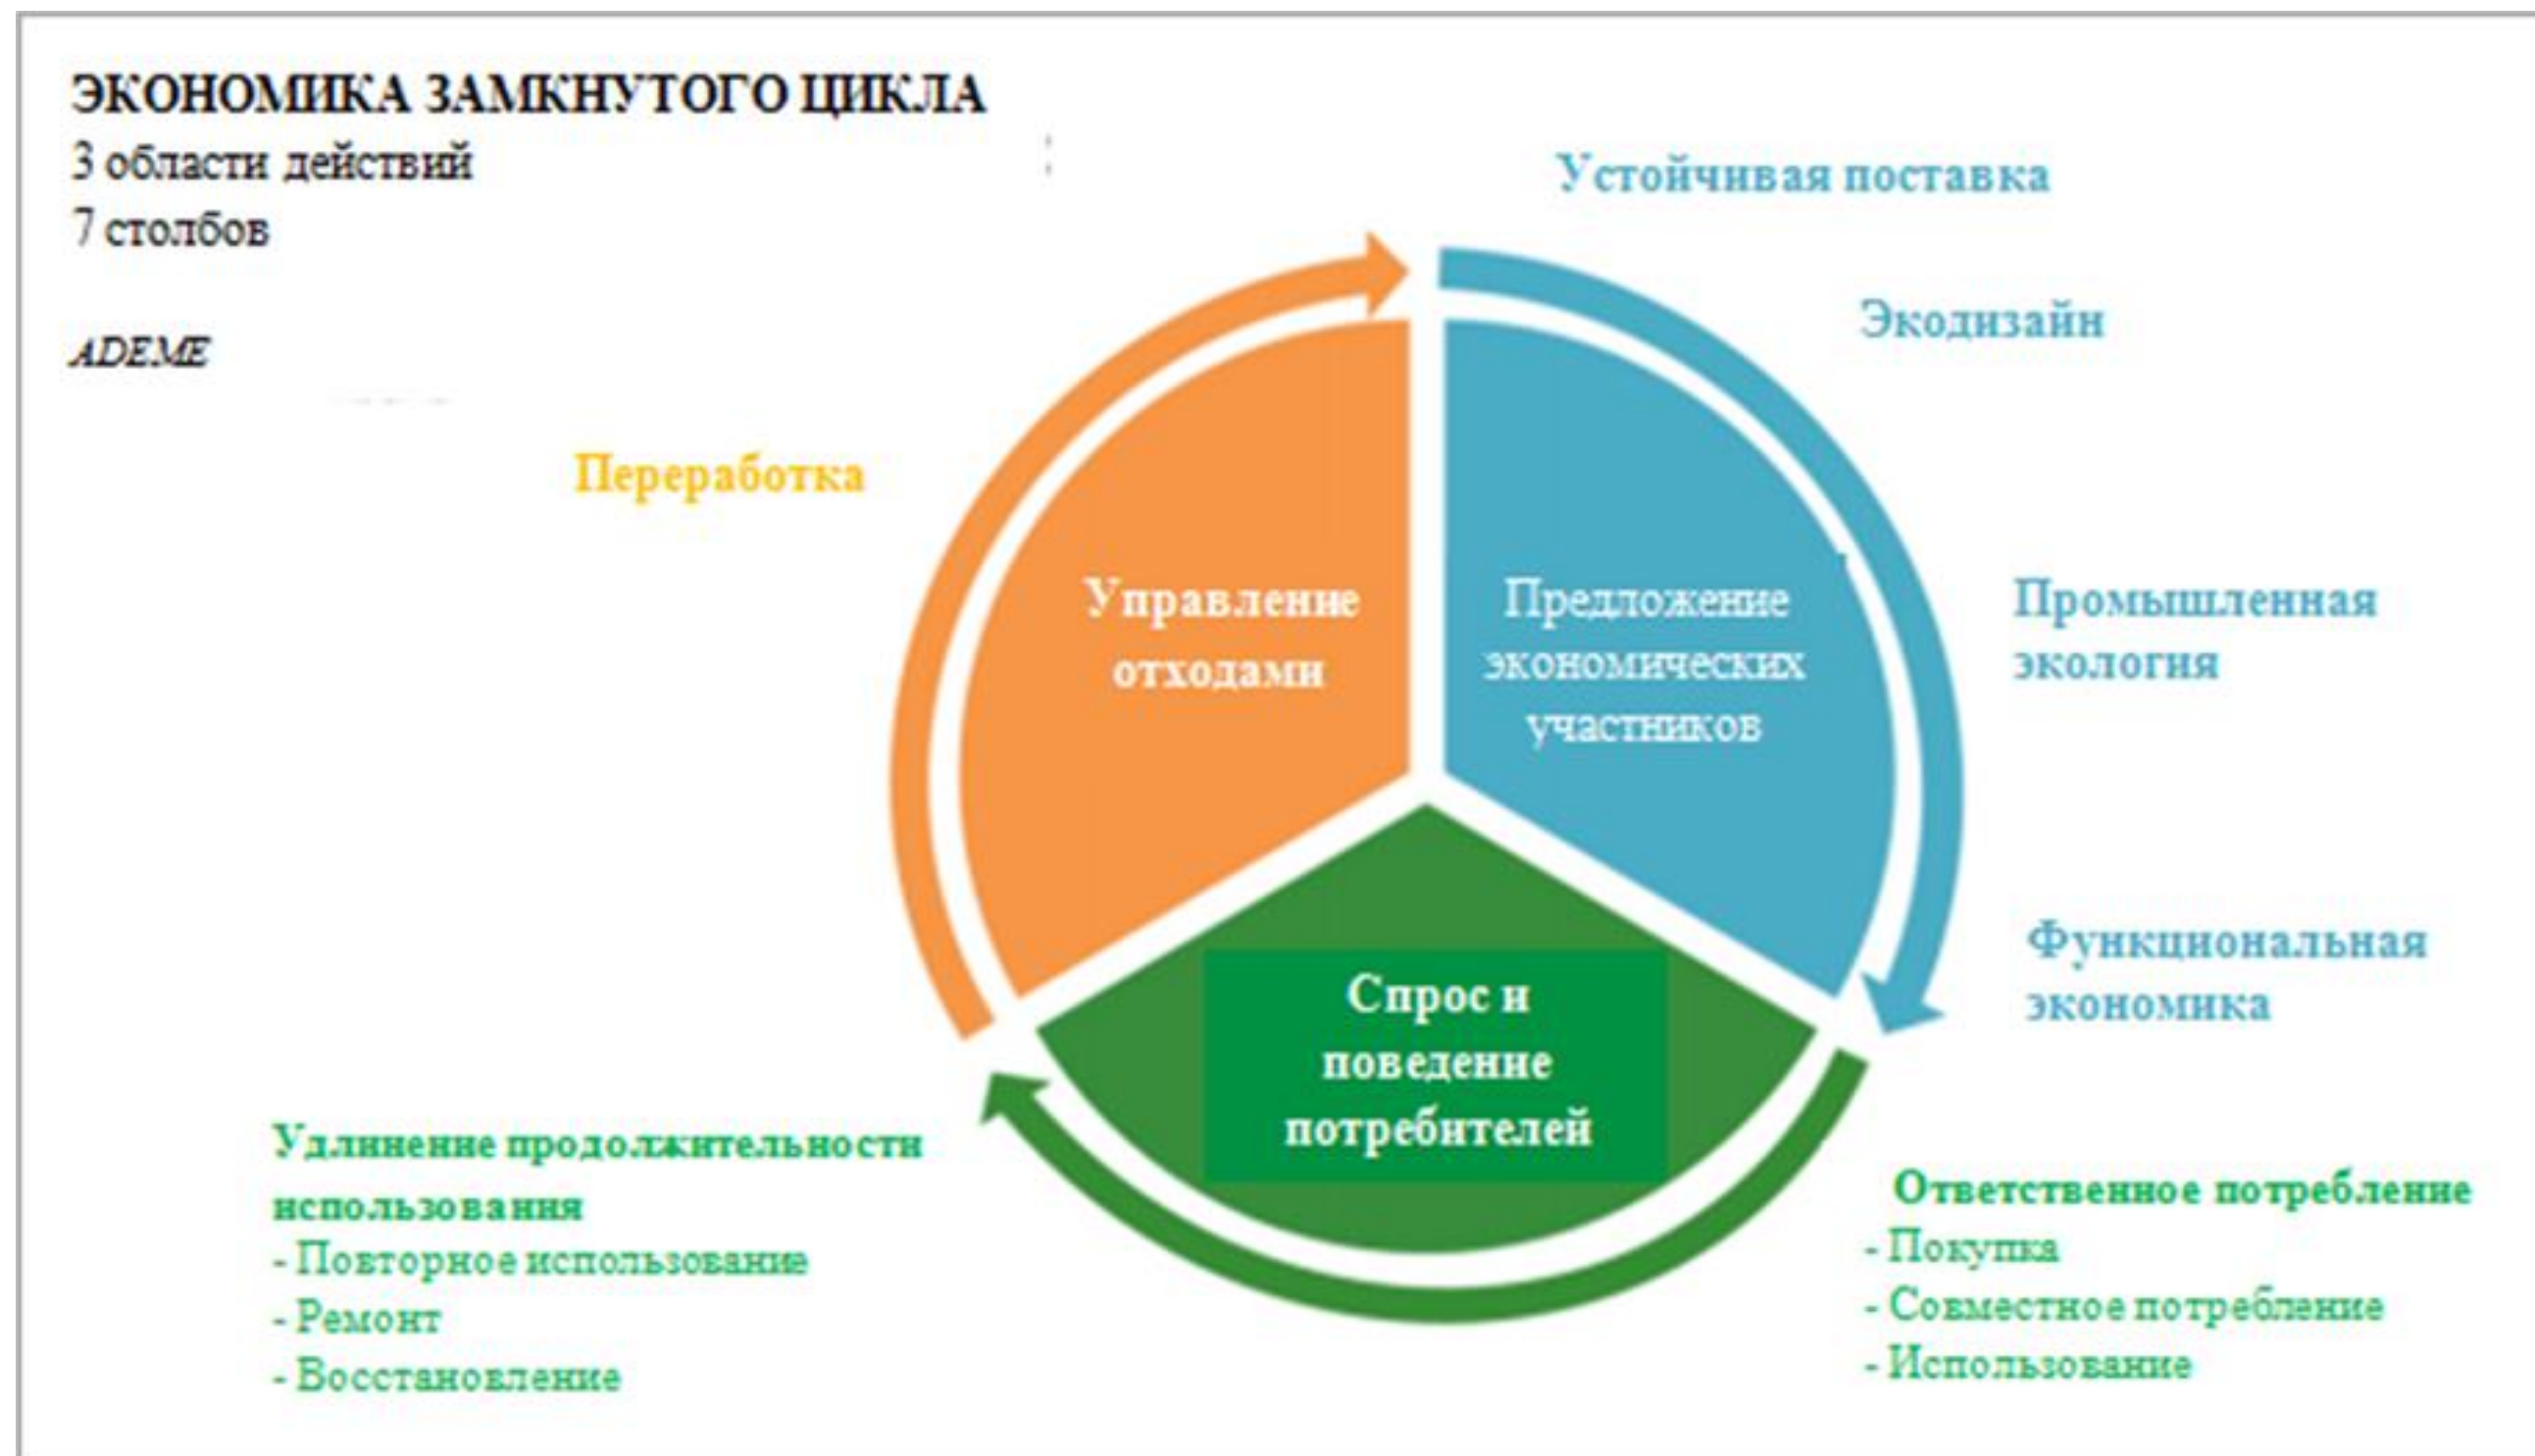 ЭКОНОМИКА ЗАМКНУТОГО ЦИКЛА
3 области действий
7 столбов
ADEME
Устойчивая поставка
Экодизайн
Промышленная
экология
Функциональная
экономика
Переработка
Управление
отходами
Предложение
экономических
участников
Спрос и
поведение
потребителей
Ответственное потребление
- Покупка
- Совместное потребление
- Использование
Удлинение продолжительности
использования
- Повторное использование
- Ремонт
- Восстановление